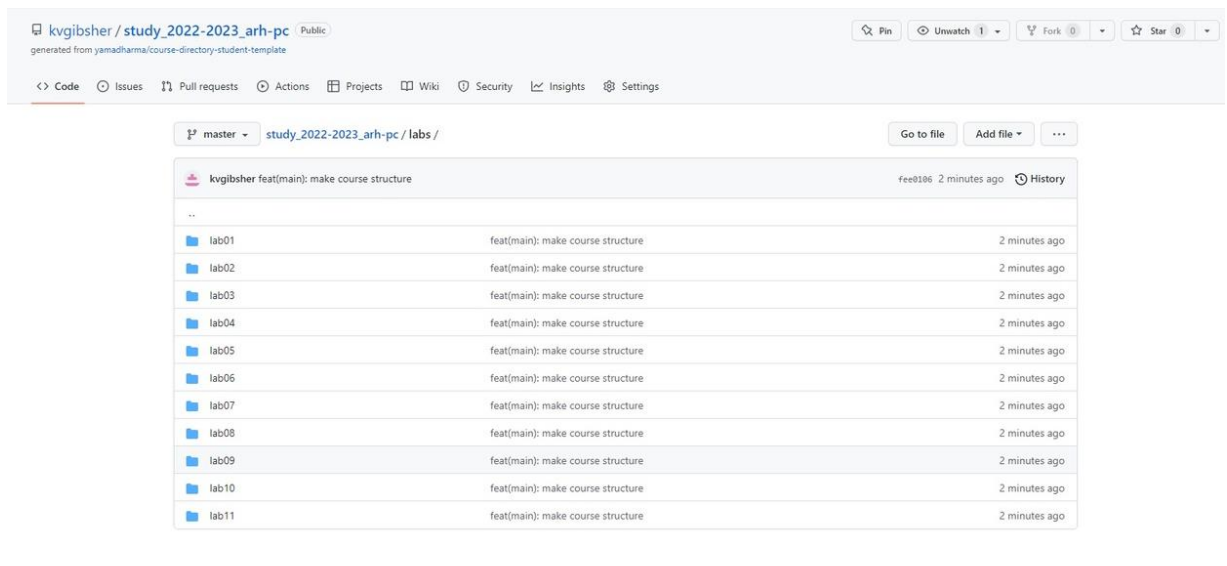 kvgibsher / study_2022-2023_arh-pc Public
Pin Unwatch 1 Fork 0 Star 0
generated from yamadharma/course-directory-student-template
<> Code Issues Pull requests Actions Projects Wiki Security Insights Settings
master study_2022-2023_arh-pc / labs / Go to file Add file ...
kvgibsher feat(main): make course structure fee0106 2 minutes ago History
..
lab01 feat(main): make course structure 2 minutes ago
lab02 feat(main): make course structure 2 minutes ago
lab03 feat(main): make course structure 2 minutes ago
lab04 feat(main): make course structure 2 minutes ago
lab05 feat(main): make course structure 2 minutes ago
lab06 feat(main): make course structure 2 minutes ago
lab07 feat(main): make course structure 2 minutes ago
lab08 feat(main): make course structure 2 minutes ago
lab09 feat(main): make course structure 2 minutes ago
lab10 feat(main): make course structure 2 minutes ago
lab11 feat(main): make course structure 2 minutes ago